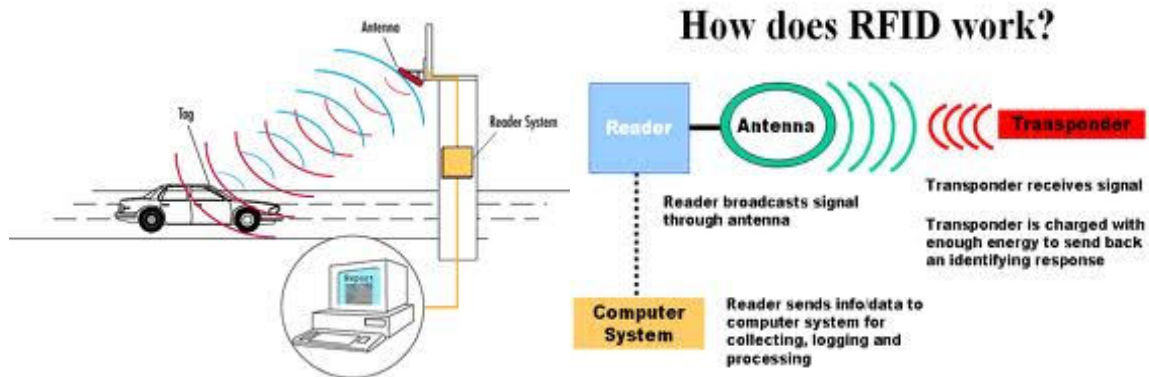 Antenna
Tag
Reader System
Report
How does RFID work?
Reader
Antenna
Transponder
Reader broadcasts signal
through antenna
Transponder receives signal
Transponder is charged with
enough energy to send back
an identifying response
Computer
System
Reader sends info/data to
computer system for
collecting, logging and
processing